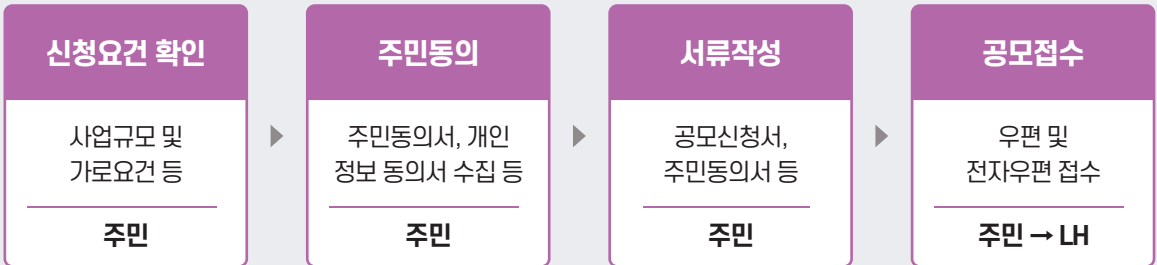 신청요건 확인
사업규모 및
가로요건 등
주민
주민동의
주민동의서, 개인
정보 동의서 수집 등
주민
서류작성
공모신청서,
주민동의서 등
주민
공모접수
우편 및
전자우편 접수
주민 → LH